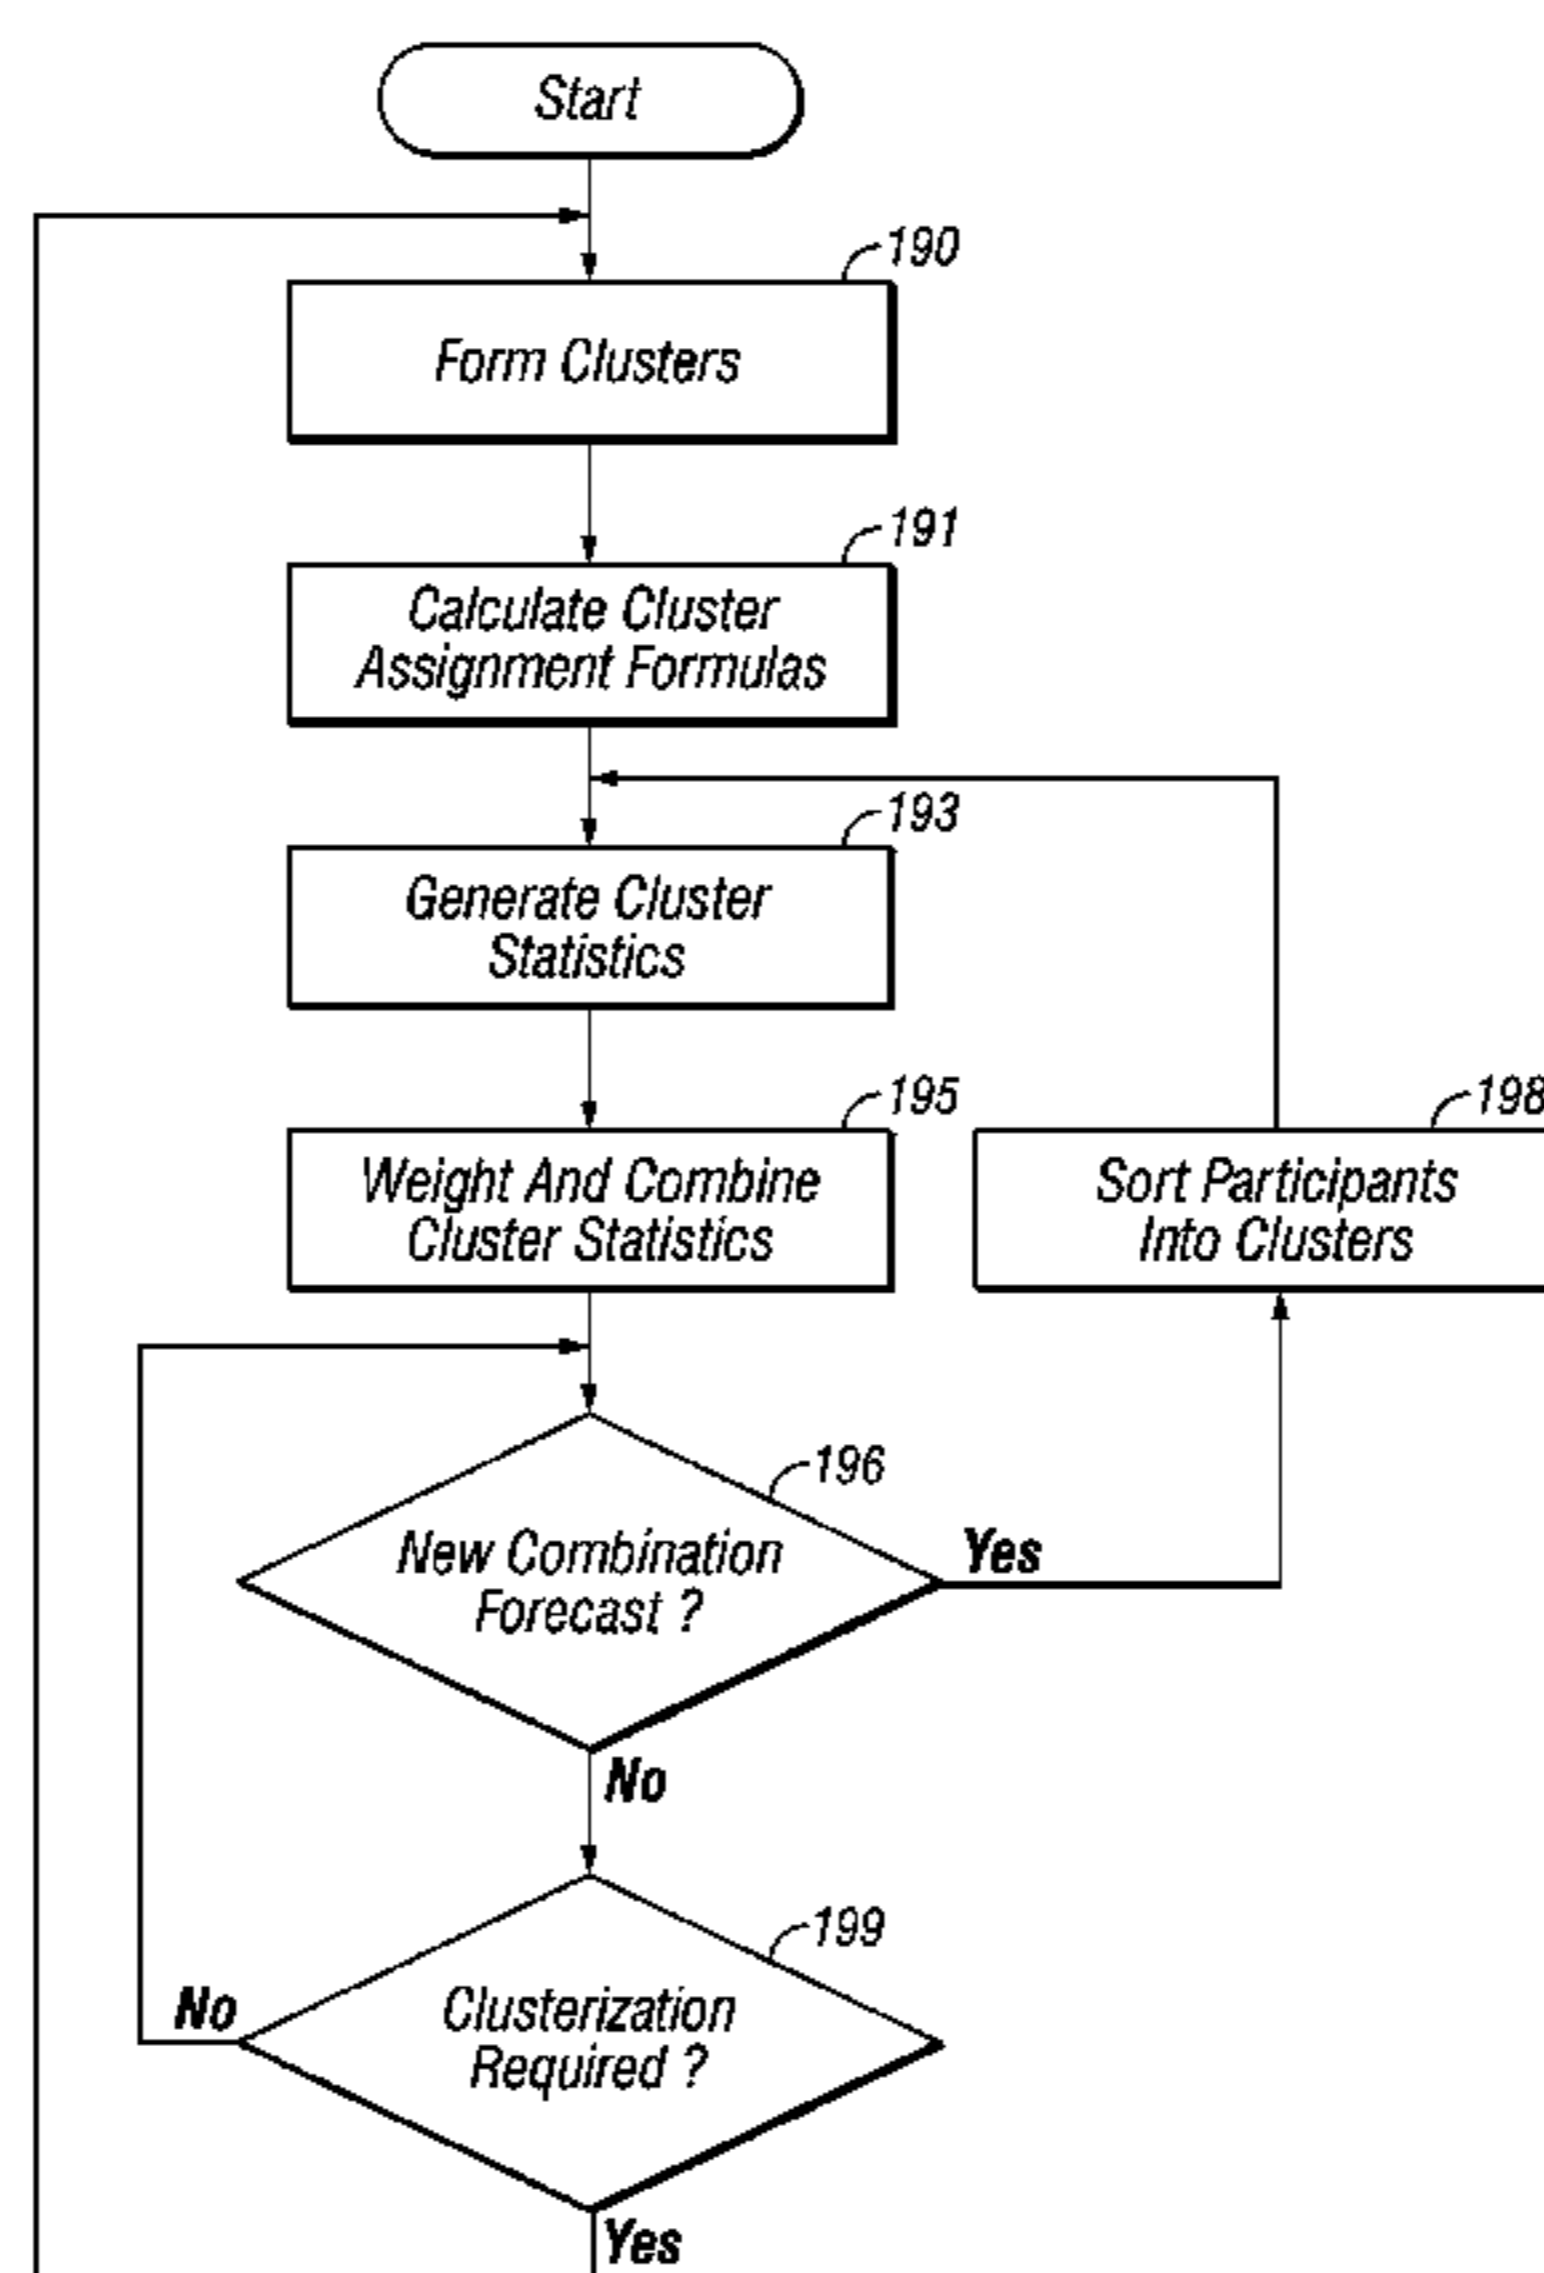 Start
190
Form Clusters
191
Calculate Cluster
Assignment Formulas
193
Generate Cluster
Statistics
195
Weight And Combine
Cluster Statistics
198
Sort Participants
Into Clusters
196
New Combination
Forecast ?
Yes
No
199
Clusterization
Required ?
No
Yes